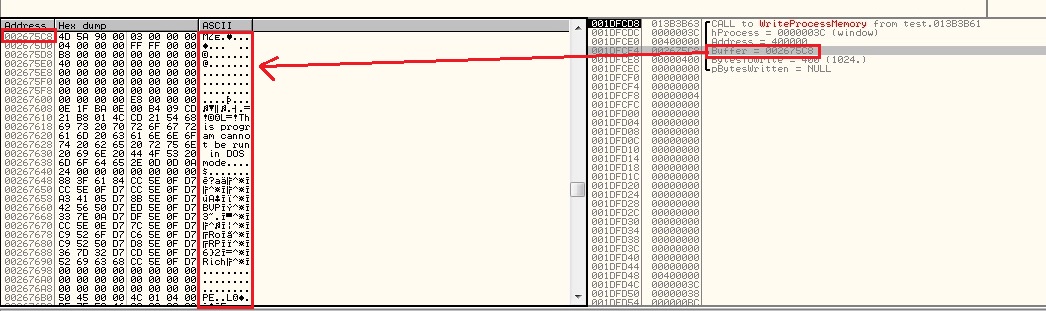 Address Hex dump ASCII
002675C8 4D 5A 90 00 03 00 00 00
002675D0 04 00 00 00 FF FF 00 00
002675D8 B8 00 00 00 00 00 00 00
002675E0 40 00 00 00 00 00 00 00 @.......
002675E8 00 00 00 00 00 00 00 00 ........
002675F0 00 00 00 00 00 00 00 00 ........
002675F8 00 00 00 00 00 00 00 00 ........
00267600 00 00 00 00 E8 00 00 00
00267608 0E 1F BA 0E 00 B4 09 CD
00267610 21 B8 01 4C CD 21 54 68
00267618 69 73 20 70 72 6F 67 72 is progr
00267620 61 6D 20 63 61 6E 6E 6F am canno
00267628 74 20 62 65 20 72 75 6E t be run
00267630 20 69 6E 20 44 4F 53 20 in DOS
00267638 6D 6F 64 65 2E 0D 0D 0A mode....
00267640 24 00 00 00 00 00 00 00 $.......
00267648 88 3F 61 84 CC 5E 0F D7
00267650 CC 5E 0F D7 CC 5E 0F D7
00267658 A3 41 05 D7 8B 5E 0F D7
00267660 42 56 50 D7 ED 5E 0F D7
00267668 33 7E 0A D7 DF 5E 0F D7
00267670 CC 5E 0E D7 7C 5E 0F D7
00267678 C9 52 6F D7 C6 5E 0F D7
00267680 C9 52 50 D7 D8 5E 0F D7
00267688 36 7D 32 D7 CD 5E 0F D7
00267690 52 69 63 68 CC 5E 0F D7
00267698 00 00 00 00 00 00 00 00 ........
002676A0 00 00 00 00 00 00 00 00 ........
002676A8 00 00 00 00 00 00 00 00 ........
002676B0 50 45 00 00 4C 01 04 00
001DFCD8 013B3B63 CALL to WriteProcessMemory from test.013B3B61
001DFCDC 0000003C hProcess = 0000003C (window)
001DFCE0 00400000 Address = 400000
001DFCE4 002675C8 Buffer = 002675C8
001DFCE8 00000400 BytesToWrite = 400 (1024.)
001DFCEC 00000000 pBytesWritten = NULL
001DFCF0 00000000
001DFCF4 00000000
001DFCF8 00000004
001DFCFC 00000000
001DFD00 00000000
001DFD04 00000000
001DFD08 00000000
001DFD0C 00000000
001DFD10 00000000
001DFD14 00000000
001DFD18 00000000
001DFD1C 00000000
001DFD20 00000000
001DFD24 00000000
001DFD28 00000000
001DFD2C 00000000
001DFD30 00000000
001DFD34 00000000
001DFD38 00000000
001DFD3C 00000000
001DFD40 00000000
001DFD44 00000000
001DFD48 00400000
001DFD4C 0000003C
001DFD50 00000038
001DFD54 000000BC